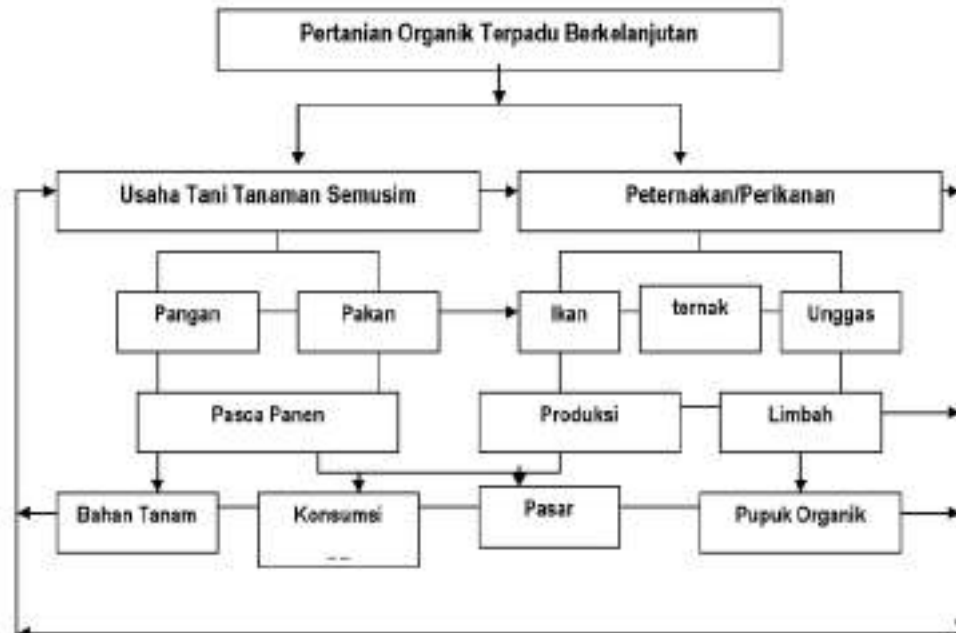 Pertanian Organik Terpadu Berkelanjutan
Usaha Tani Tanaman Semusim
Peternakan/Perikanan
Pangan
Pakan
Ikan
ternak
Unggas
Pasca Panen
Produksi
Limbah
Bahan Tanam
Konsumsi
Pasar
Pupuk Organik